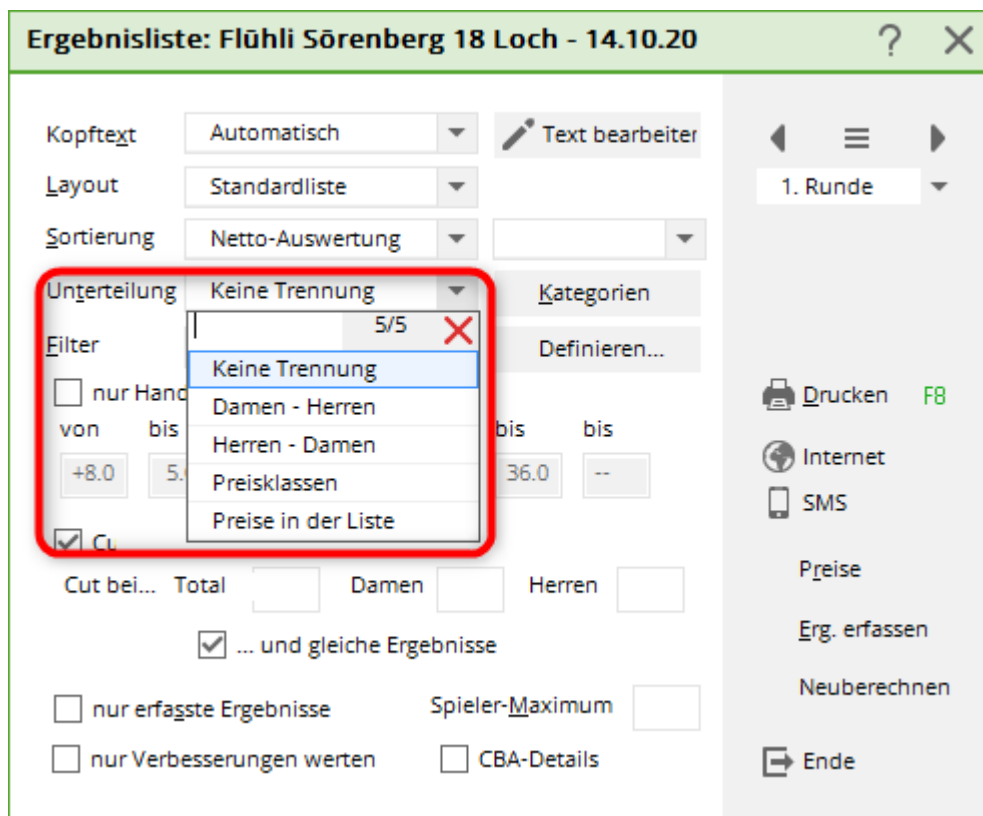 Ergebnisliste: Flühli Sörenberg 18 Loch - 14.10.20
Kopftext Automatisch Text bearbeiter
Layout Standardliste
1. Runde
Sortierung Netto-Auswertung
Unterteilung Keine Trennung Kategorien
5/5
Filter Definieren...
Keine Trennung
nur Hand
Damen - Herren
von bis bis bis
Herren - Damen
+8.0 5. 36.0 --
Preisklassen
Preise in der Liste
Cut bei... Total Damen Herren
... und gleiche Ergebnisse
nur erfasste Ergebnisse Spieler-Maximum
nur Verbesserungen werten CBA-Details
Drucken F8
Internet
SMS
Preise
Erg. erfassen
Neuberechnen
Ende